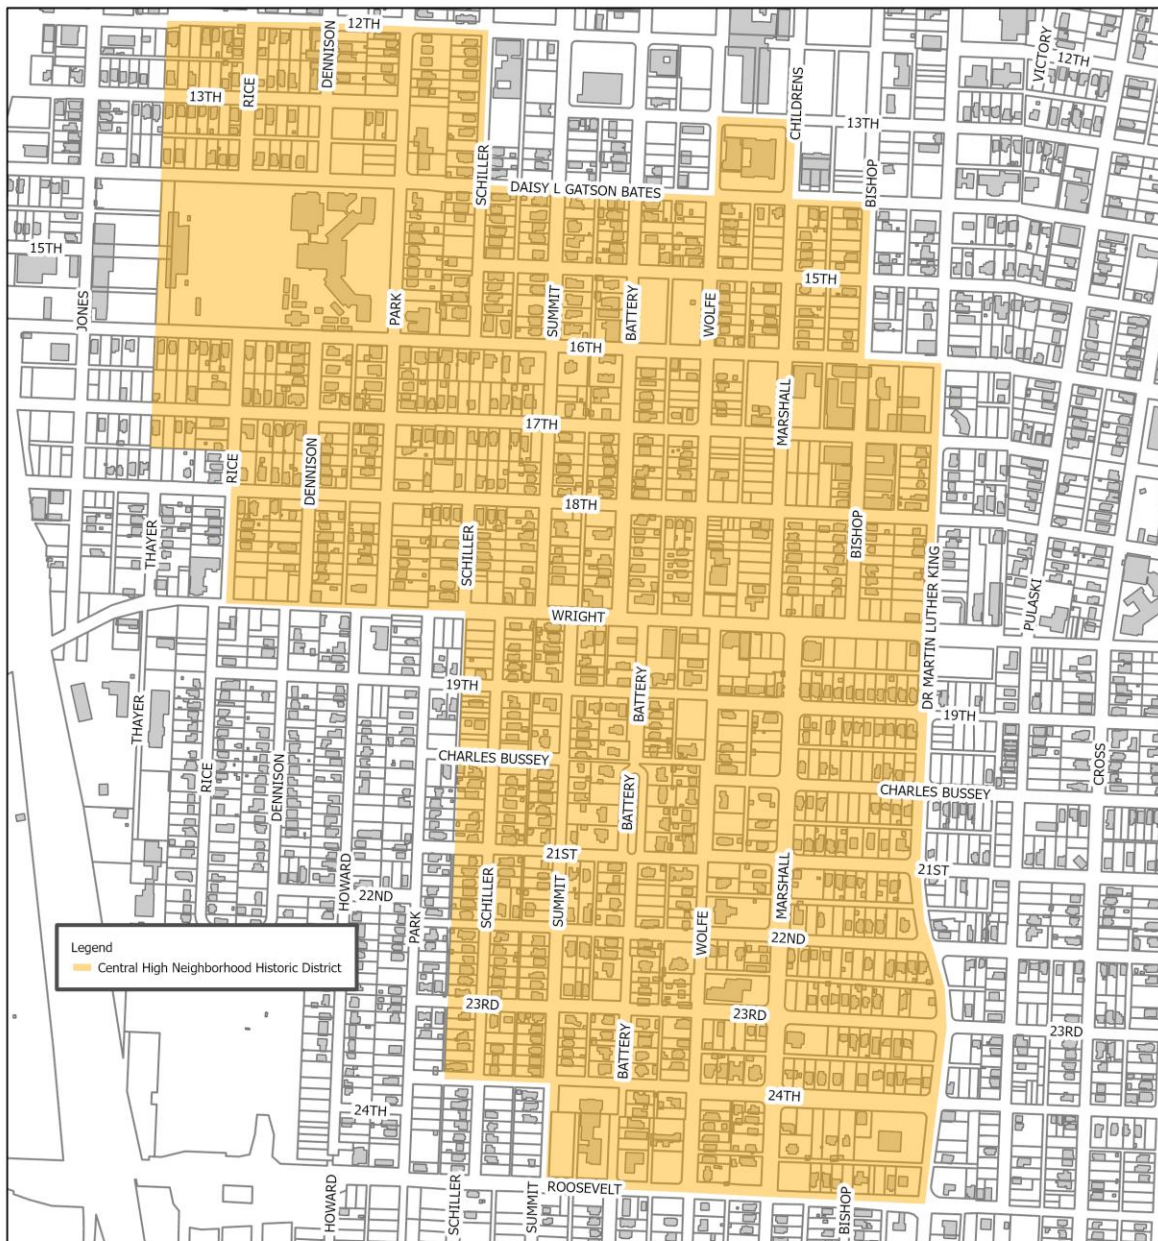 12TH
DENNISON
VICTORY
12TH
RICE
13TH
CHILDRENS
13TH
SCHILLER
DAISY L GATSON BATES
BISHOP
15TH
15TH
JONES
PARK
SUMMIT
BATTERY
WOLFE
16TH
MARSHALL
17TH
RICE
DENNISON
18TH
THAYER
SCHILLER
BISHOP
DR MARTIN LUTHER KING
PULASKI
WRIGHT
19TH
BATTERY
19TH
THAYER
RICE
DENNISON
CHARLES BUSSEY
CROSS
CHARLES BUSSEY
BATTERY
21ST
21ST
HOWARD
22ND
PARK
SCHILLER
SUMMIT
MARSHALL
WOLFE
22ND
Legend
Central High Neighborhood Historic District
23RD
23RD
23RD
BATTERY
24TH
24TH
HOWARD
SCHILLER
SUMMIT
ROOSEVELT
BISHOP